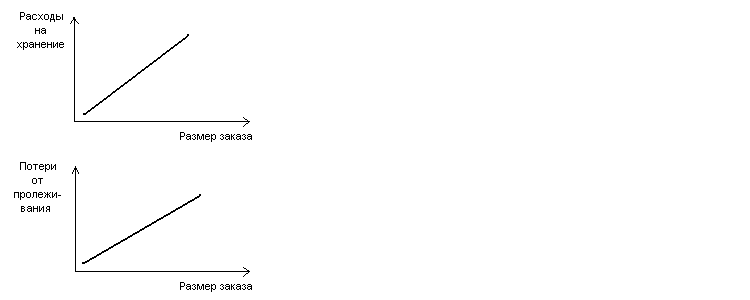 Расходы
на
хранение
Размер заказа
Потери
от
пролежи-
вания
Размер заказа